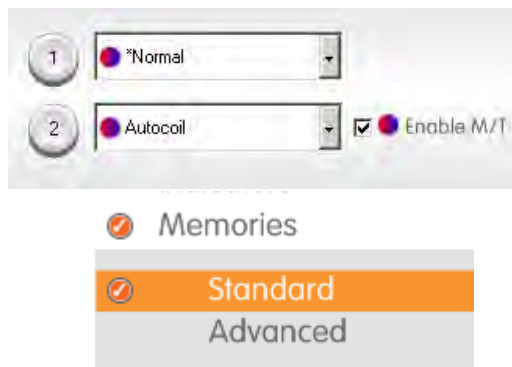 1 *Normal
2 Autocoil Enable M/T
Memories
Standard
Advanced